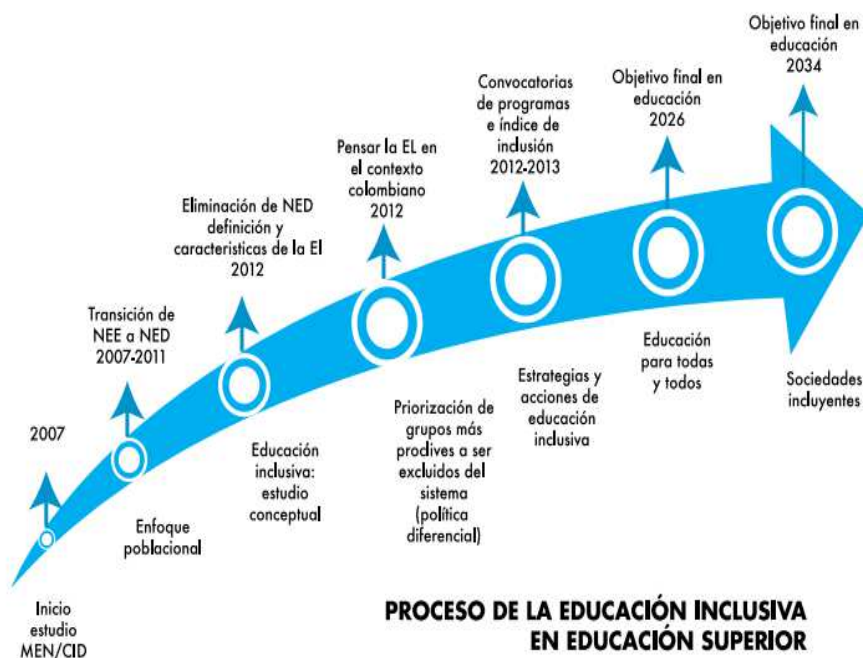 Objetivo final en
educación
2034
Convocatorias
de programas
e índice de
inclusión
2012-2013
Objetivo final en
educación
2026
Pensar la EL en
el contexto
colombiano
2012
Eliminación de NED
definición y
caracteristicas de la EI
2012
Transición de
NEE a NED
2007-2011
2007
Inicio
estudio
MEN/CID
Enfoque
poblacional
Educación
inclusiva:
estudio
conceptual
Priorización de
grupos más
proclives a ser
excluidos del
sistema
(política
diferencial)
Estrategias y
acciones de
educación
inclusiva
Educación
para todas
y todos
Sociedades
incluyentes
PROCESO DE LA EDUCACIÓN INCLUSIVA
EN EDUCACIÓN SUPERIOR